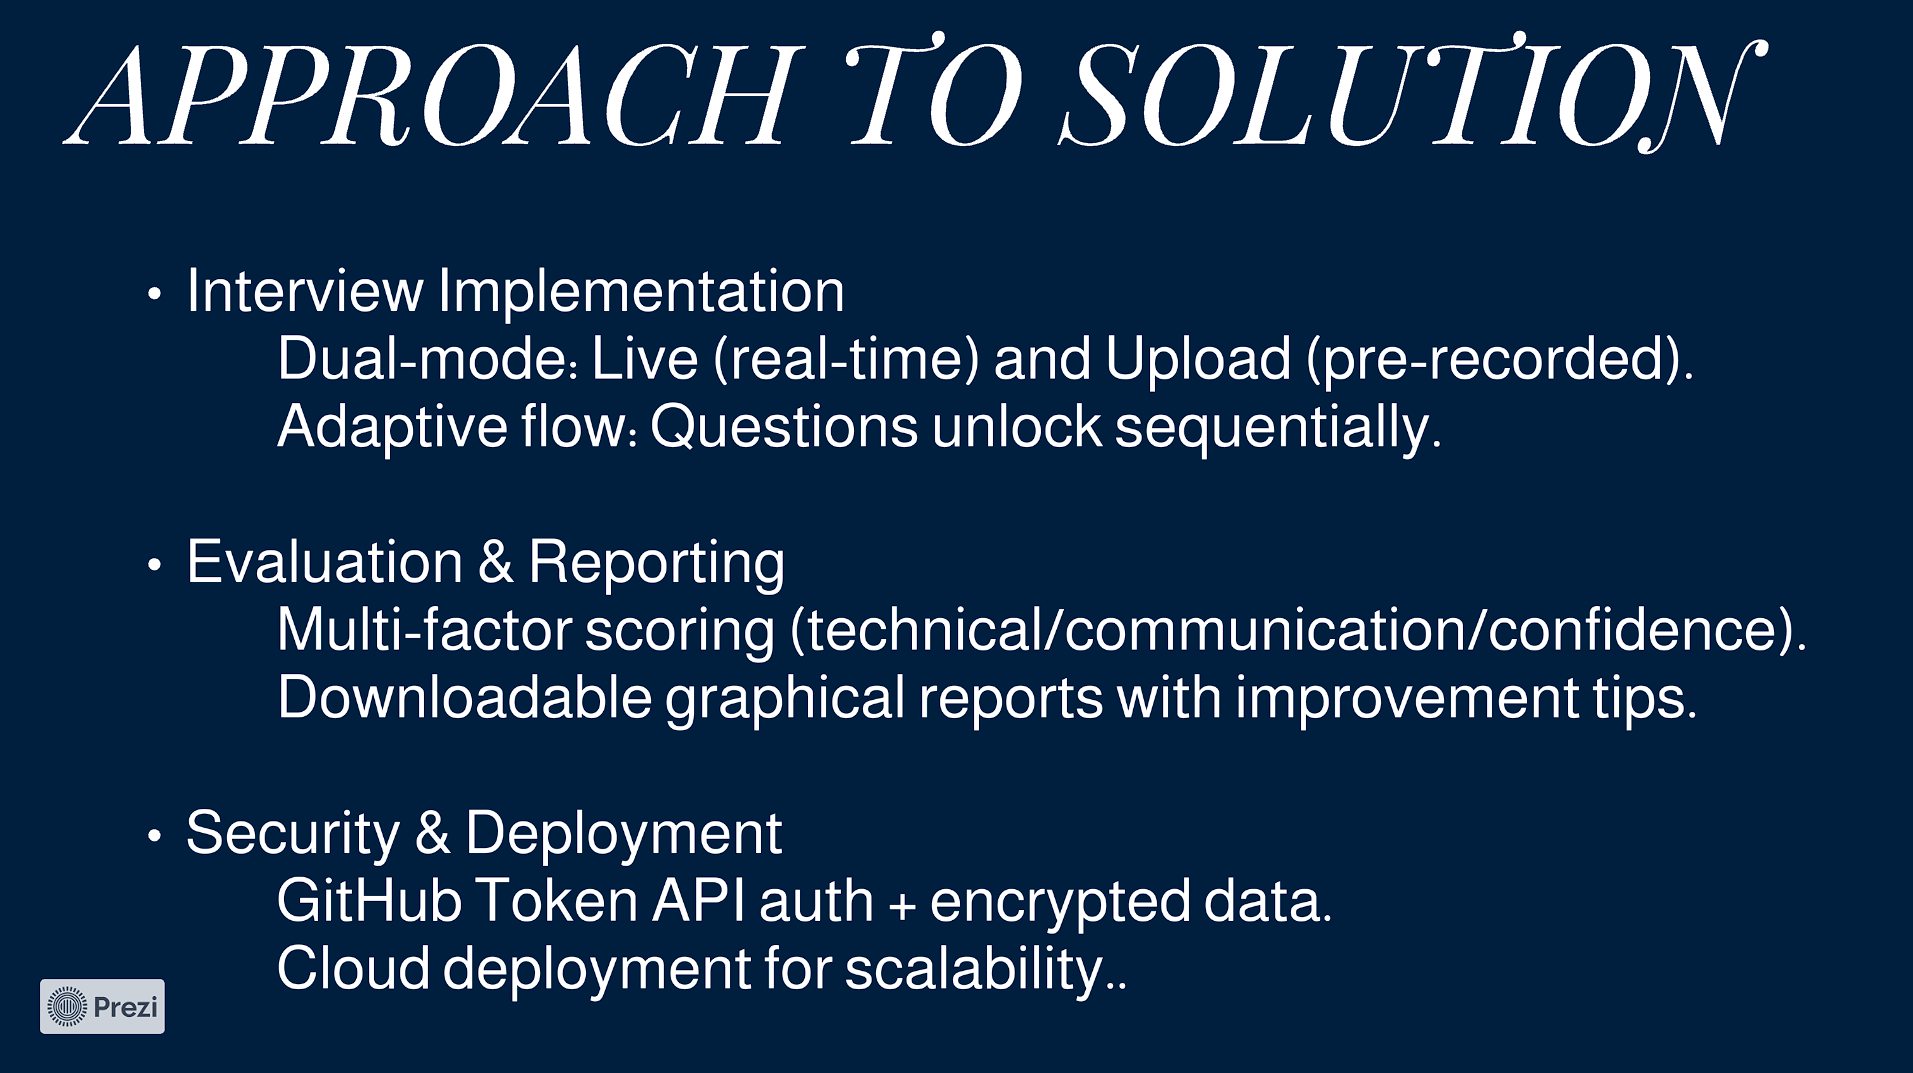 APPROACH TO SOLUTION
• Interview Implementation
Dual-mode: Live (real-time) and Upload (pre-recorded).
Adaptive flow: Questions unlock sequentially.
• Evaluation & Reporting
Multi-factor scoring (technical/communication/confidence).
Downloadable graphical reports with improvement tips.
• Security & Deployment
GitHub Token API auth + encrypted data.
Cloud deployment for scalability..
Prezi